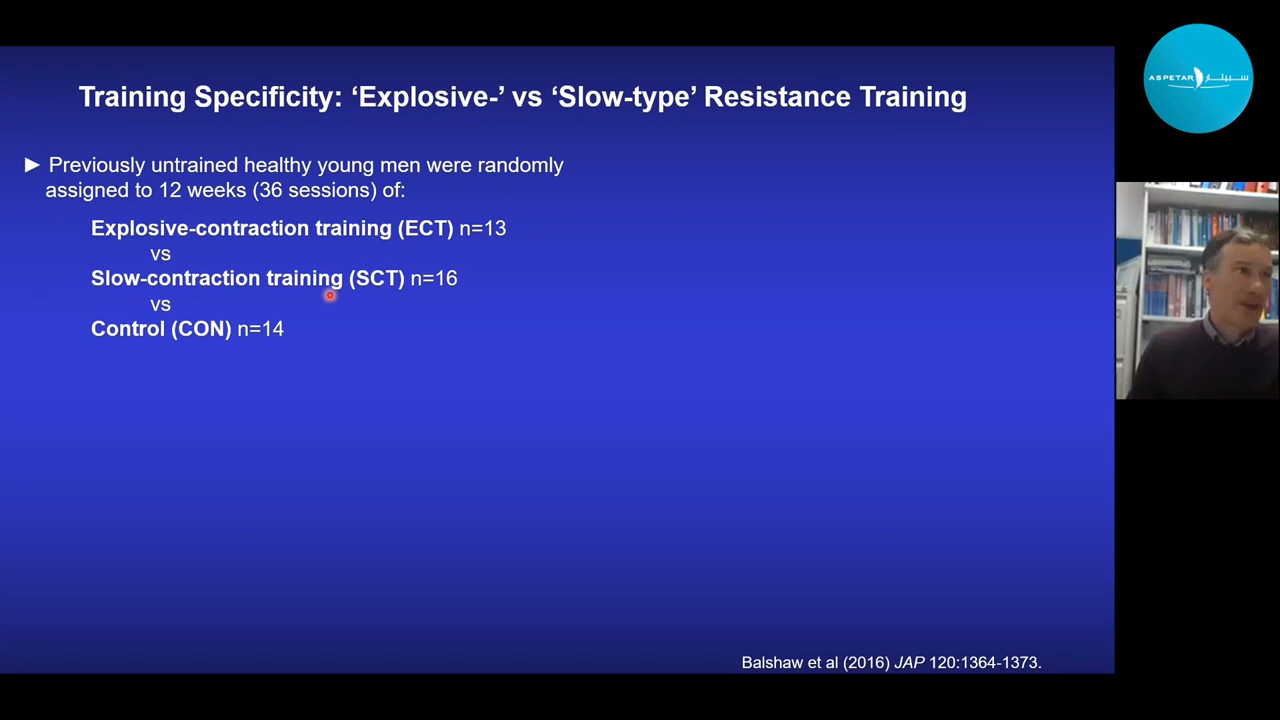 Training Specificity: ‘Explosive-’ vs ‘Slow-type’ Resistance Training
► Previously untrained healthy young men were randomly
assigned to 12 weeks (36 sessions) of:
Explosive-contraction training (ECT) n=13
vs
Slow-contraction training (SCT) n=16
vs
Control (CON) n=14
Balshaw et al (2016) JAP 120:1364-1373.
ASPETAR سبيتار